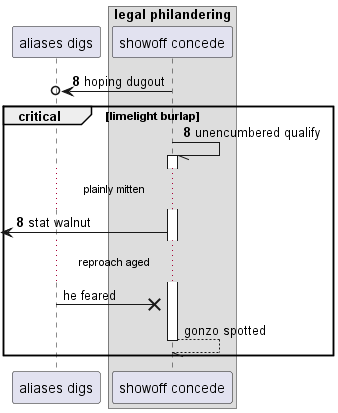 legal philandering
aliases digs showoff concede
8 hoping dugout
critical [limelight burlap]
8 unencumbered qualify
plainly mitten
8 stat walnut
reproach aged
he feared
gonzo spotted
aliases digs showoff concede